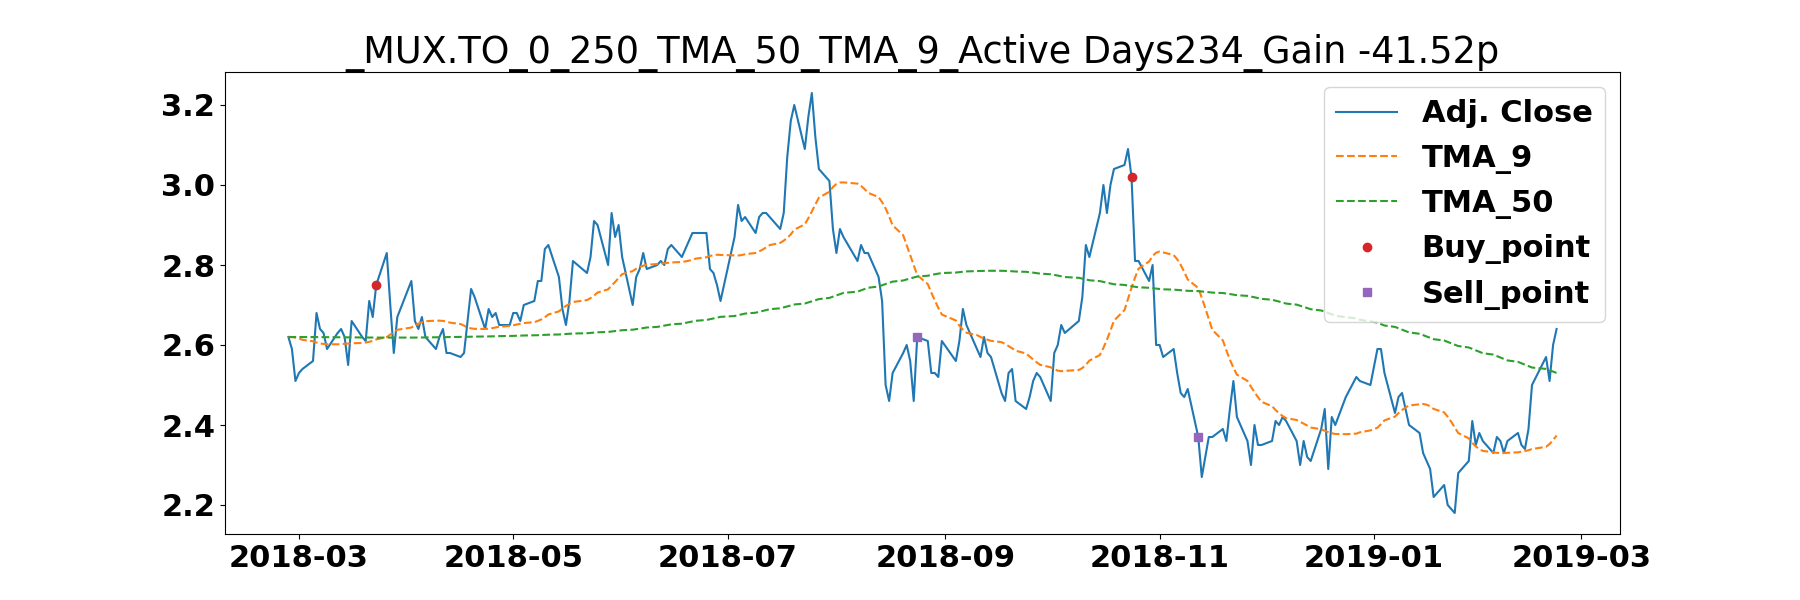 _MUX.TO_0_250_TMA_50_TMA_9_Active Days234_Gain -41.52p
3.2
3.0
2.8
2.6
2.4
2.2
Adj. Close
TMA_9
TMA_50
Buy_point
Sell_point
2018-03 2018-05 2018-07 2018-09 2018-11 2019-01 2019-03